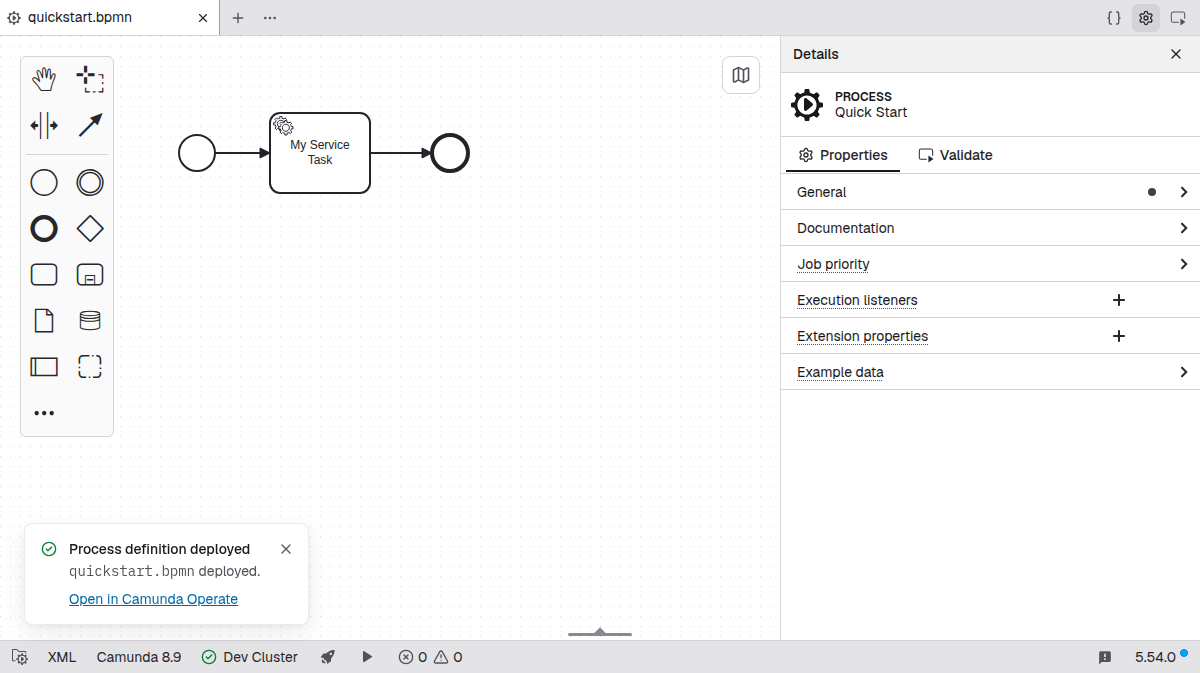 quickstart.bpmn
Details
PROCESS
Quick Start
Properties
Validate
General
Documentation
Job priority
Execution listeners
Extension properties
Example data
My Service
Task
Process definition deployed
quickstart.bpmn deployed.
Open in Camunda Operate
XML
Camunda 8.9
Dev Cluster
0
0
5.54.0